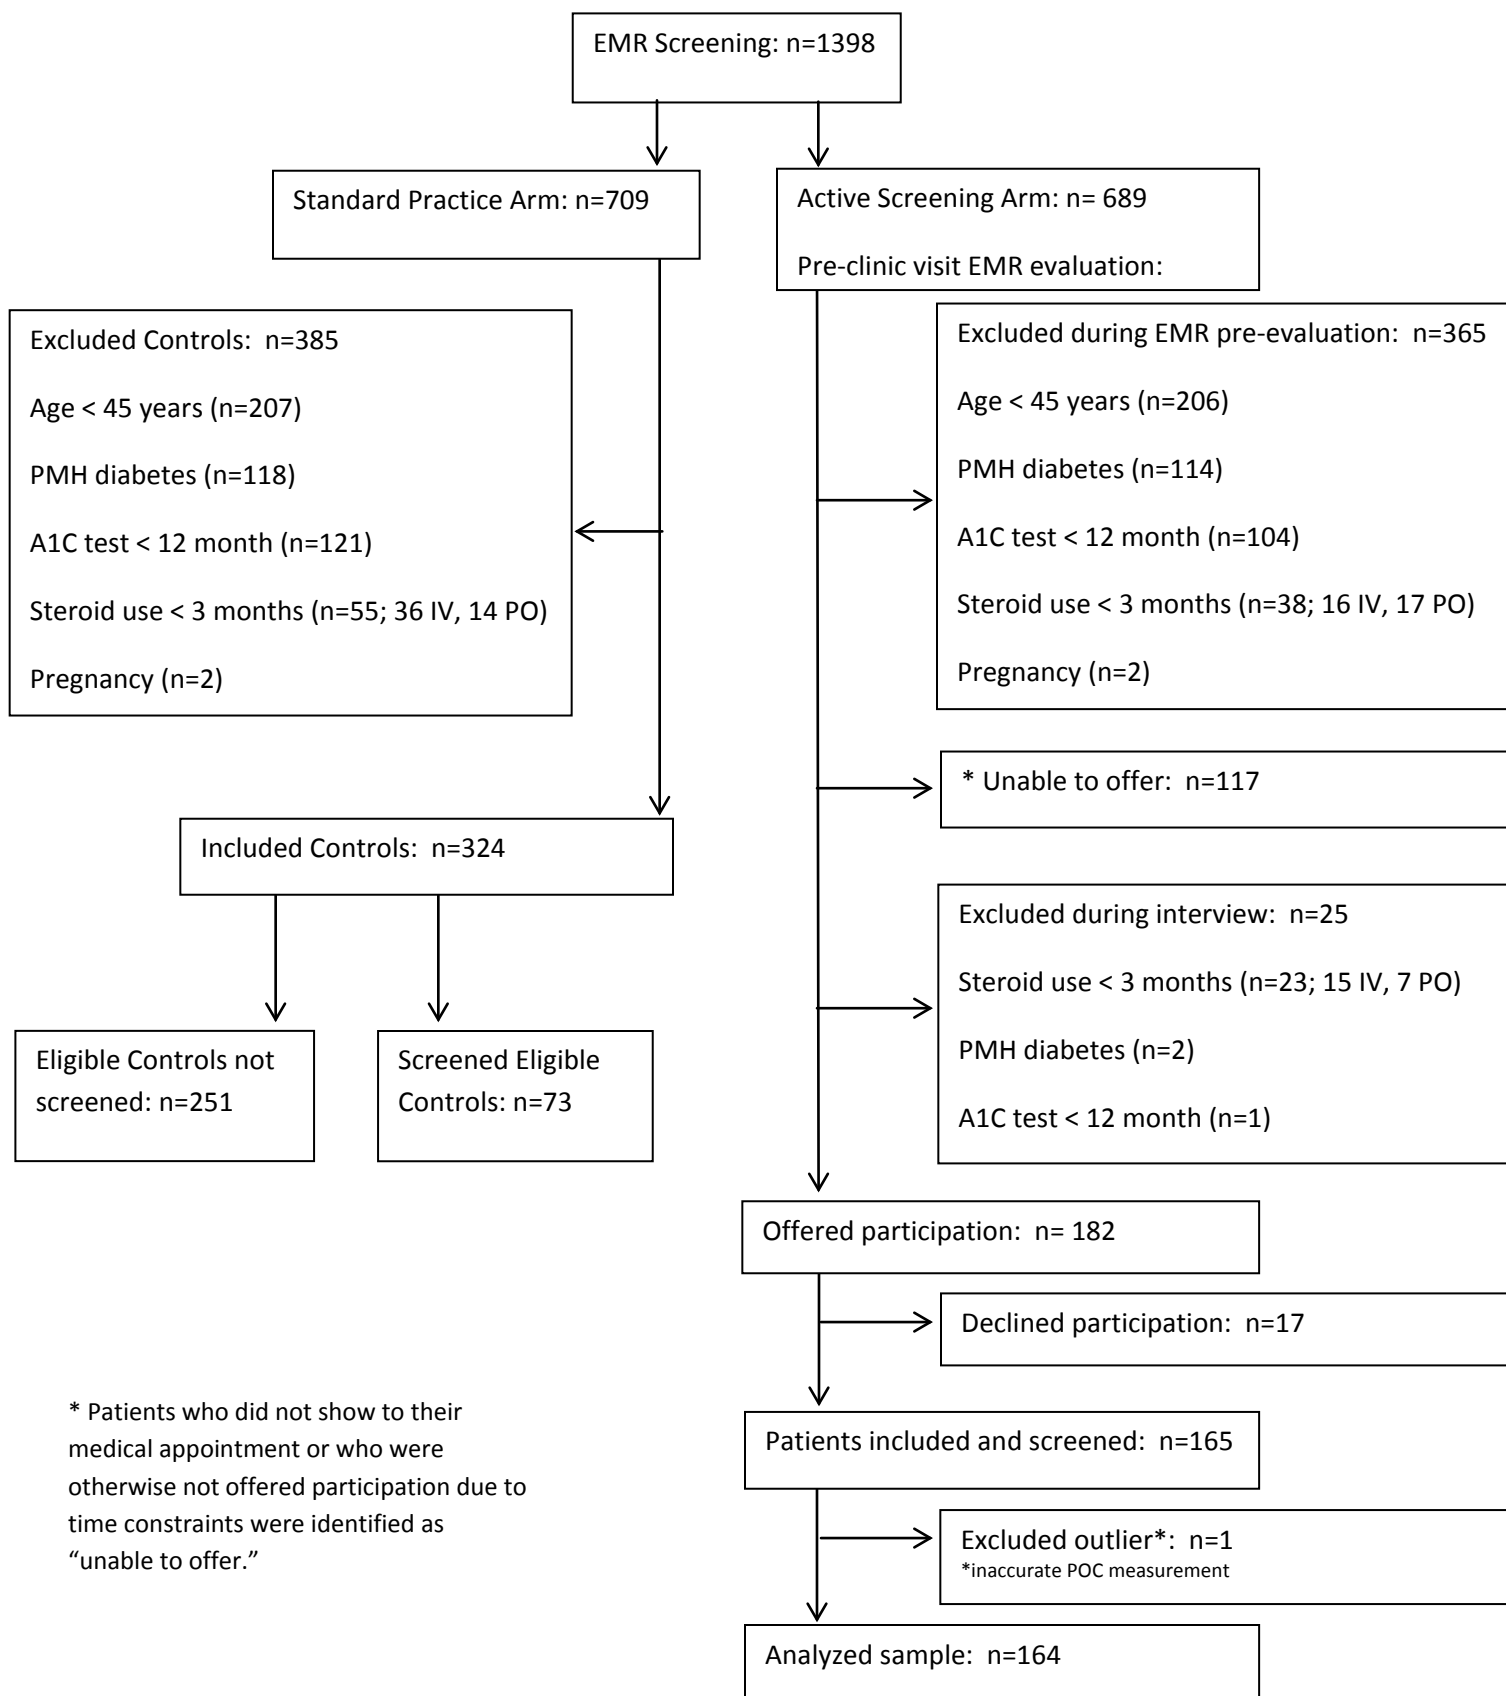 EMR Screening: n=1398
Standard Practice Arm: n=709
Active Screening Arm: n= 689
Pre-clinic visit EMR evaluation:
Excluded Controls: n=385
Age < 45 years (n=207)
PMH diabetes (n=118)
A1C test < 12 month (n=121)
Steroid use < 3 months (n=55; 36 IV, 14 PO)
Pregnancy (n=2)
Excluded during EMR pre-evaluation: n=365
Age < 45 years (n=206)
PMH diabetes (n=114)
A1C test < 12 month (n=104)
Steroid use < 3 months (n=38; 16 IV, 17 PO)
Pregnancy (n=2)
* Unable to offer: n=117
Included Controls: n=324
Excluded during interview: n=25
Steroid use < 3 months (n=23; 15 IV, 7 PO)
PMH diabetes (n=2)
A1C test < 12 month (n=1)
Eligible Controls not
screened: n=251
Screened Eligible
Controls: n=73
Offered participation: n= 182
Declined participation: n=17
Patients included and screened: n=165
Excluded outlier*: n=1
*inaccurate POC measurement
Analyzed sample: n=164
* Patients who did not show to their
medical appointment or who were
otherwise not offered participation due to
time constraints were identified as
“unable to offer.”